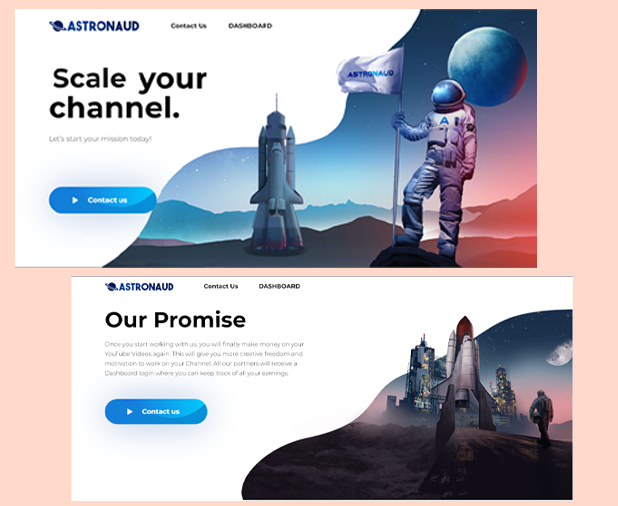 ASTRONAUD
Contact Us
DASHBOARD
Scale your
channel.
Let's start your mission today!
Contact us
ASTRONAUD
A
ASTRONAUD
Contact Us
DASHBOARD
Our Promise
Once you start working with us, you will finally make money on your
YouTube Videos again. This will give you more creative freedom and
motivation to work on your Channel. All our partners will receive a
Dashboard login where you can keep track of all your earnings.
Contact us